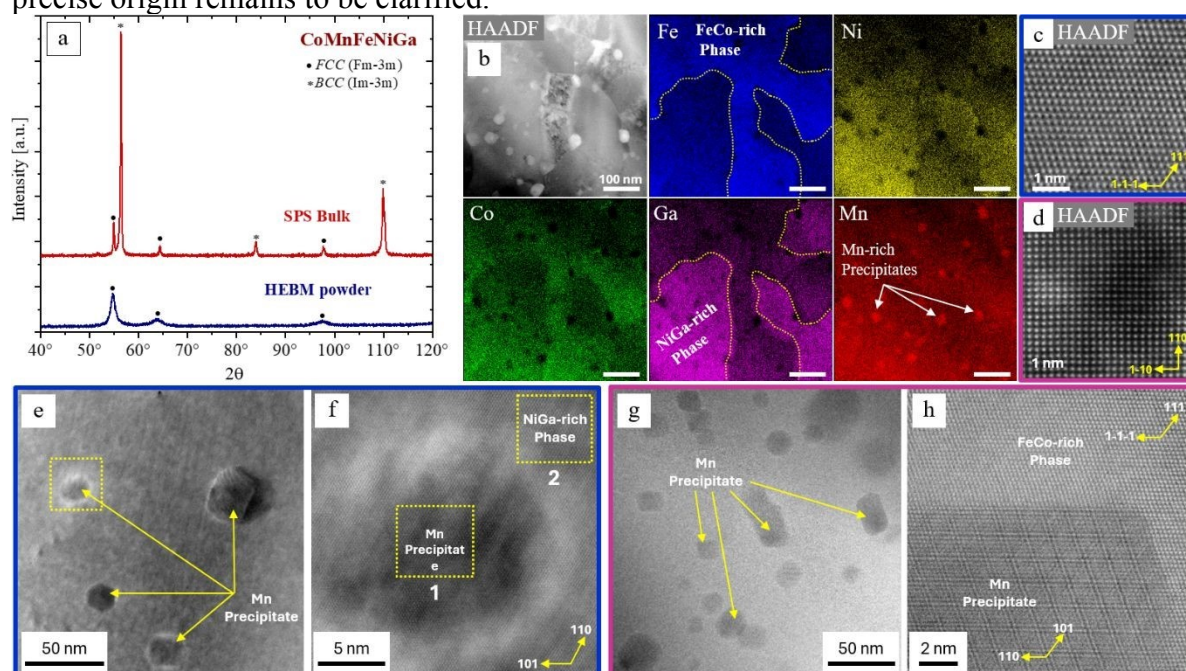 precise origin remains to be clarified.
a
CoMnFeNiGa
• FCC (Fm-3m)
* BCC (Im-3m)
SPS Bulk
HEBM powder
Intensity [a.u.]
40 50 60 70 80 90 100 110 120
2θ
HAADF
b
100 nm
Fe
FeCo-rich
Phase
Ni
Co
Ga
NiGa-rich
Phase
Mn
Mn-rich
Precipitates
c
HAADF
1 nm
1-1-1
d
HAADF
1 nm
110
1-10
e
Mn
Precipitate
50 nm
f
NiGa-rich
Phase
2
Mn
Precipitat
e
1
5 nm
110
101
g
Mn
Precipitate
50 nm
h
111
1-1-1
FeCo-rich
Phase
Mn
Precipitate
101
110
2 nm